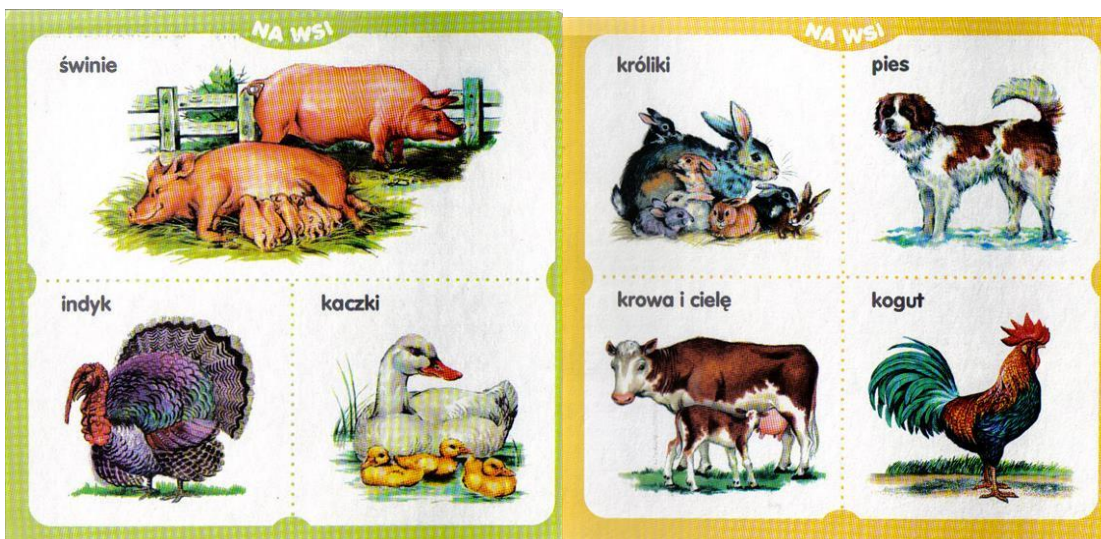 NA WSI
świnie
indyk
kaczki
NA WSI
króliki
pies
krowa i cielę
kogut